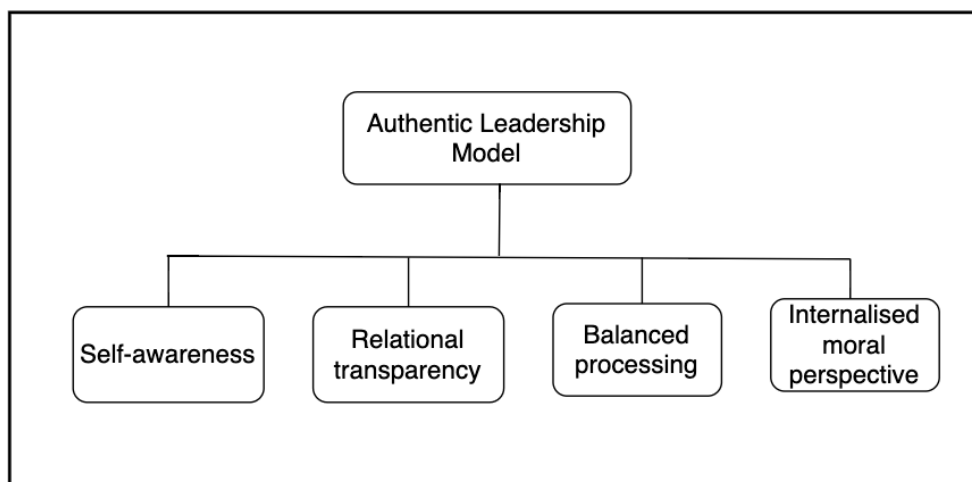 Authentic Leadership
Model
Self-awareness
Relational
transparency
Balanced
processing
Internalised
moral
perspective